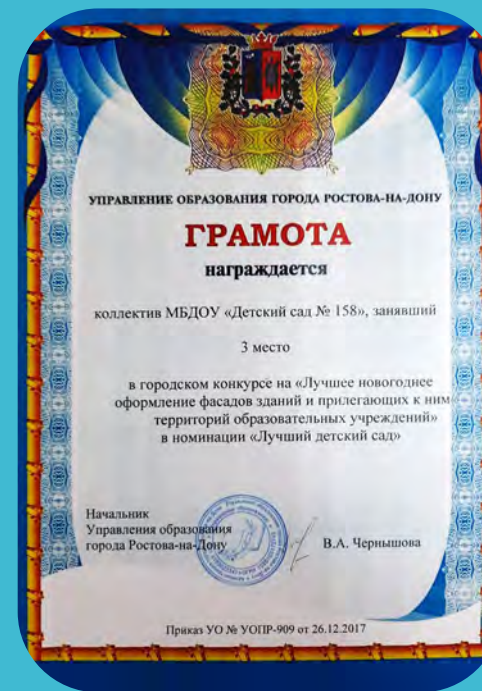 УПРАВЛЕНИЕ ОБРАЗОВАНИЯ ГОРОДА РОСТОВА-НА-ДОНУ
ГРАМОТА
награждается
коллектив МБДОУ «Детский сад № 158», занявший
3 место
в городском конкурсе на «Лучшее новогоднее
оформление фасадов зданий и прилегающих к ним
территорий образовательных учреждений»
в номинации «Лучший детский сад»
Начальник
Управления образования
города Ростова-на-Дону
В.А. Чернышова
Приказ УО № УОПР-909 от 26.12.2017